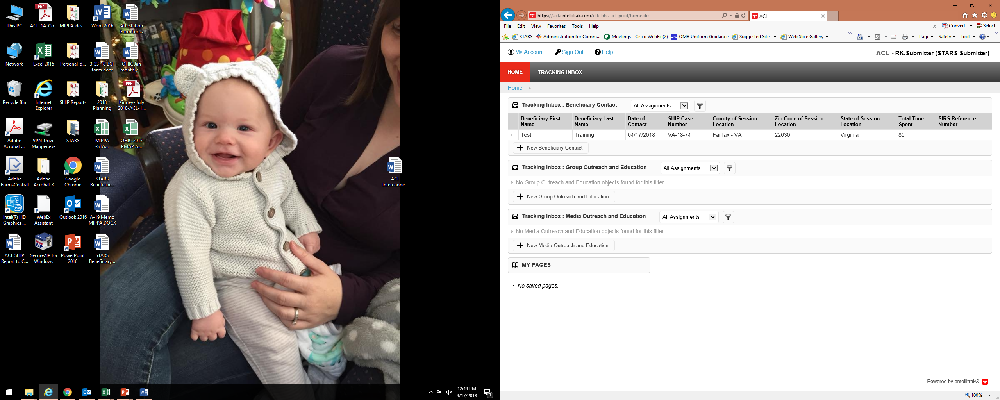 This PC
ACL-1A_Co...
MIPPA-des...
Word 2016
Attestation
Form for ...
Network
Excel 2016
Personal-d...
3-23-18 BCF
form.docx
OHIC Jan
monthly ...
Recycle Bin
Internet
Explorer
SHIP Reports
2018
Planning
Kinney- July
2018-ACL-1...
Adobe
Acrobat ...
VPN-Drive
Mapper.exe
STARS
MIPPA
-STA...
OHIC 2017
PMAP A...
Adobe
FormsCentral
Adobe
Acrobat X
Google
Chrome
STARS
Beneficiar...
ACL
Interconne...
Intel(R) HD
Graphics ...
WebEx
Assistant
Outlook 2016
A-19 Memo
MIPPA.DOCX
ACL SHIP
Report to C...
SecureZIP for
Windows
PowerPoint
2016
STARS
Beneficiary...
12:49 PM
4/17/2018
1
https://acl.entellitrak.com/etk-hhs-acl-prod/home.do
ACL
File Edit View Favorites Tools Help
Convert Select
STARS Administration for Comm... Meetings - Cisco WebEx (2) GPO OMB Uniform Guidance Suggested Sites Web Slice Gallery Page Safety Tools
My Account Sign Out Help
ACL - RK.Submitter (STARS Submitter)
HOME TRACKING INBOX
Home »
Tracking Inbox : Beneficiary Contact All Assignments
Beneficiary First Name Beneficiary Last Name Date of Contact SHIP Case Number County of Session Location Zip Code of Session Location State of Session Location Total Time Spent SIRS Reference Number
Test Training 04/17/2018 VA-18-74 Fairfax - VA 22030 Virginia 80
New Beneficiary Contact
Tracking Inbox : Group Outreach and Education All Assignments
No Group Outreach and Education objects found for this filter.
New Group Outreach and Education
Tracking Inbox : Media Outreach and Education All Assignments
No Media Outreach and Education objects found for this filter.
New Media Outreach and Education
MY PAGES
No saved pages.
Powered by entellitrak®
100%